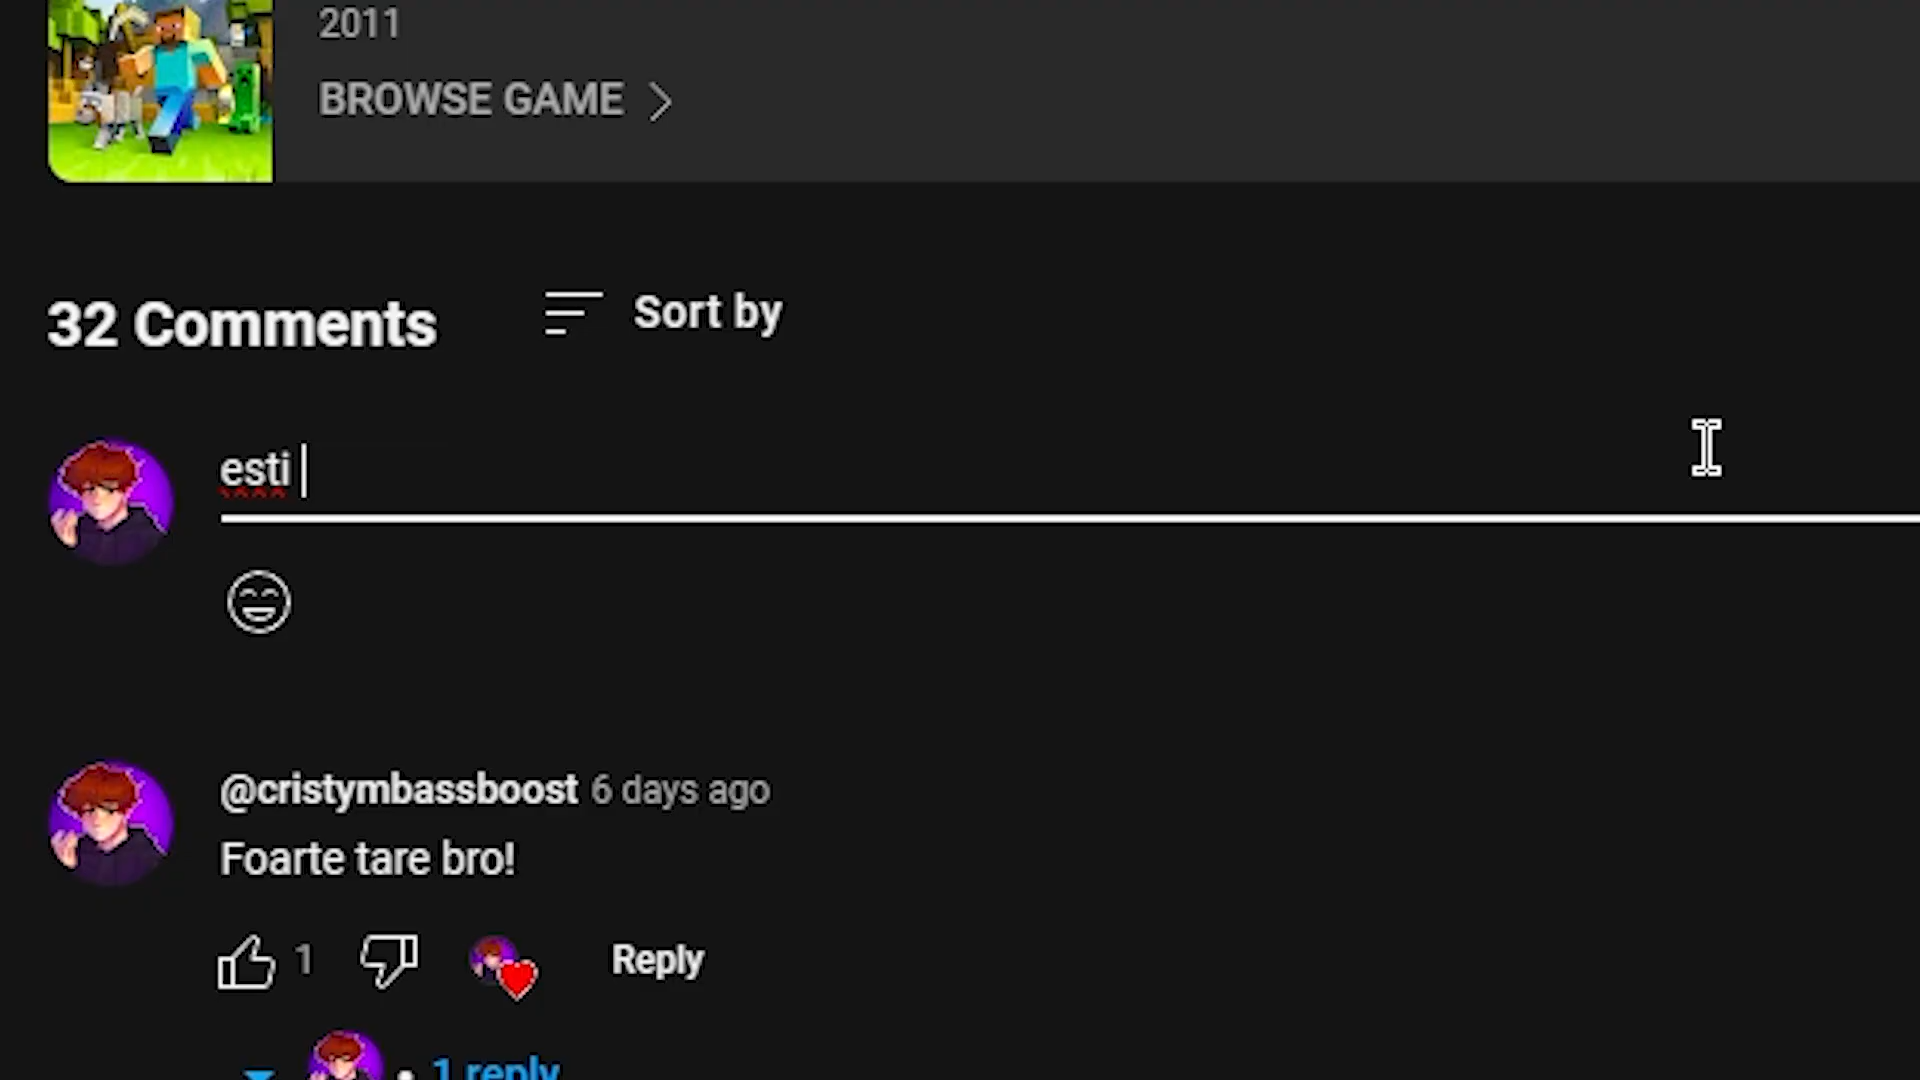 2011
BROWSE GAME
32 Comments
Sort by
esti
@cristymbassboost 6 days ago
Foarte tare bro!
1
Reply
1 reply